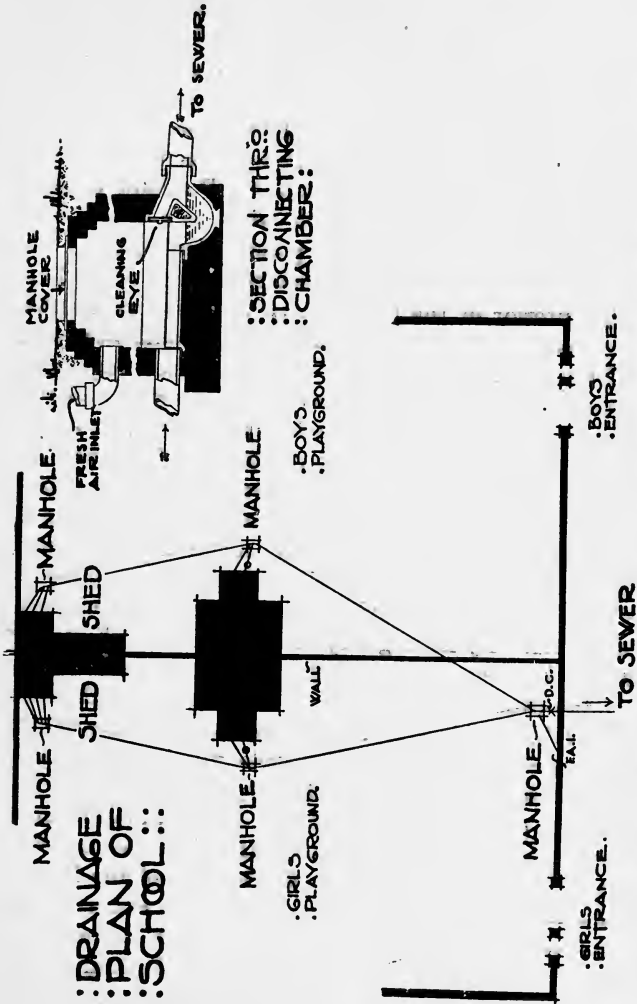 :DRAINAGE
:PLAN OF
:SCHOOL::
MANHOLE
MANHOLE.
SHED
SHED
MANHOLE
MANHOLE
.GIRLS
.PLAYGROUND.
.BOYS
.PLAYGROUND.
WALL
MANHOLE
D.C.
F.A.I.
TO SEWER
.GIRLS
.ENTRANCE.
.BOYS
.ENTRANCE.
MANHOLE
COVER
FRESH
AIR INLET
CLEANING
EYE
TO SEWER.
:SECTION THRO
:DISCONNECTING
:CHAMBER: